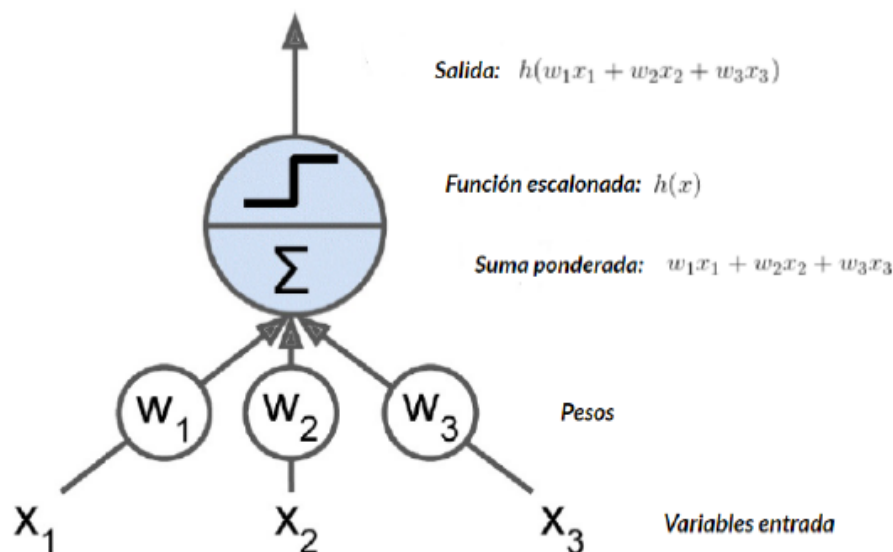 Salida: h(w₁x₁ + w₂x₂ + w₃x₃)
Función escalonada: h(x)
Σ
Suma ponderada: w₁x₁ + w₂x₂ + w₃x₃
W₁ W₂ W₃ Pesos
X₁ X₂ X₃ Variables entrada